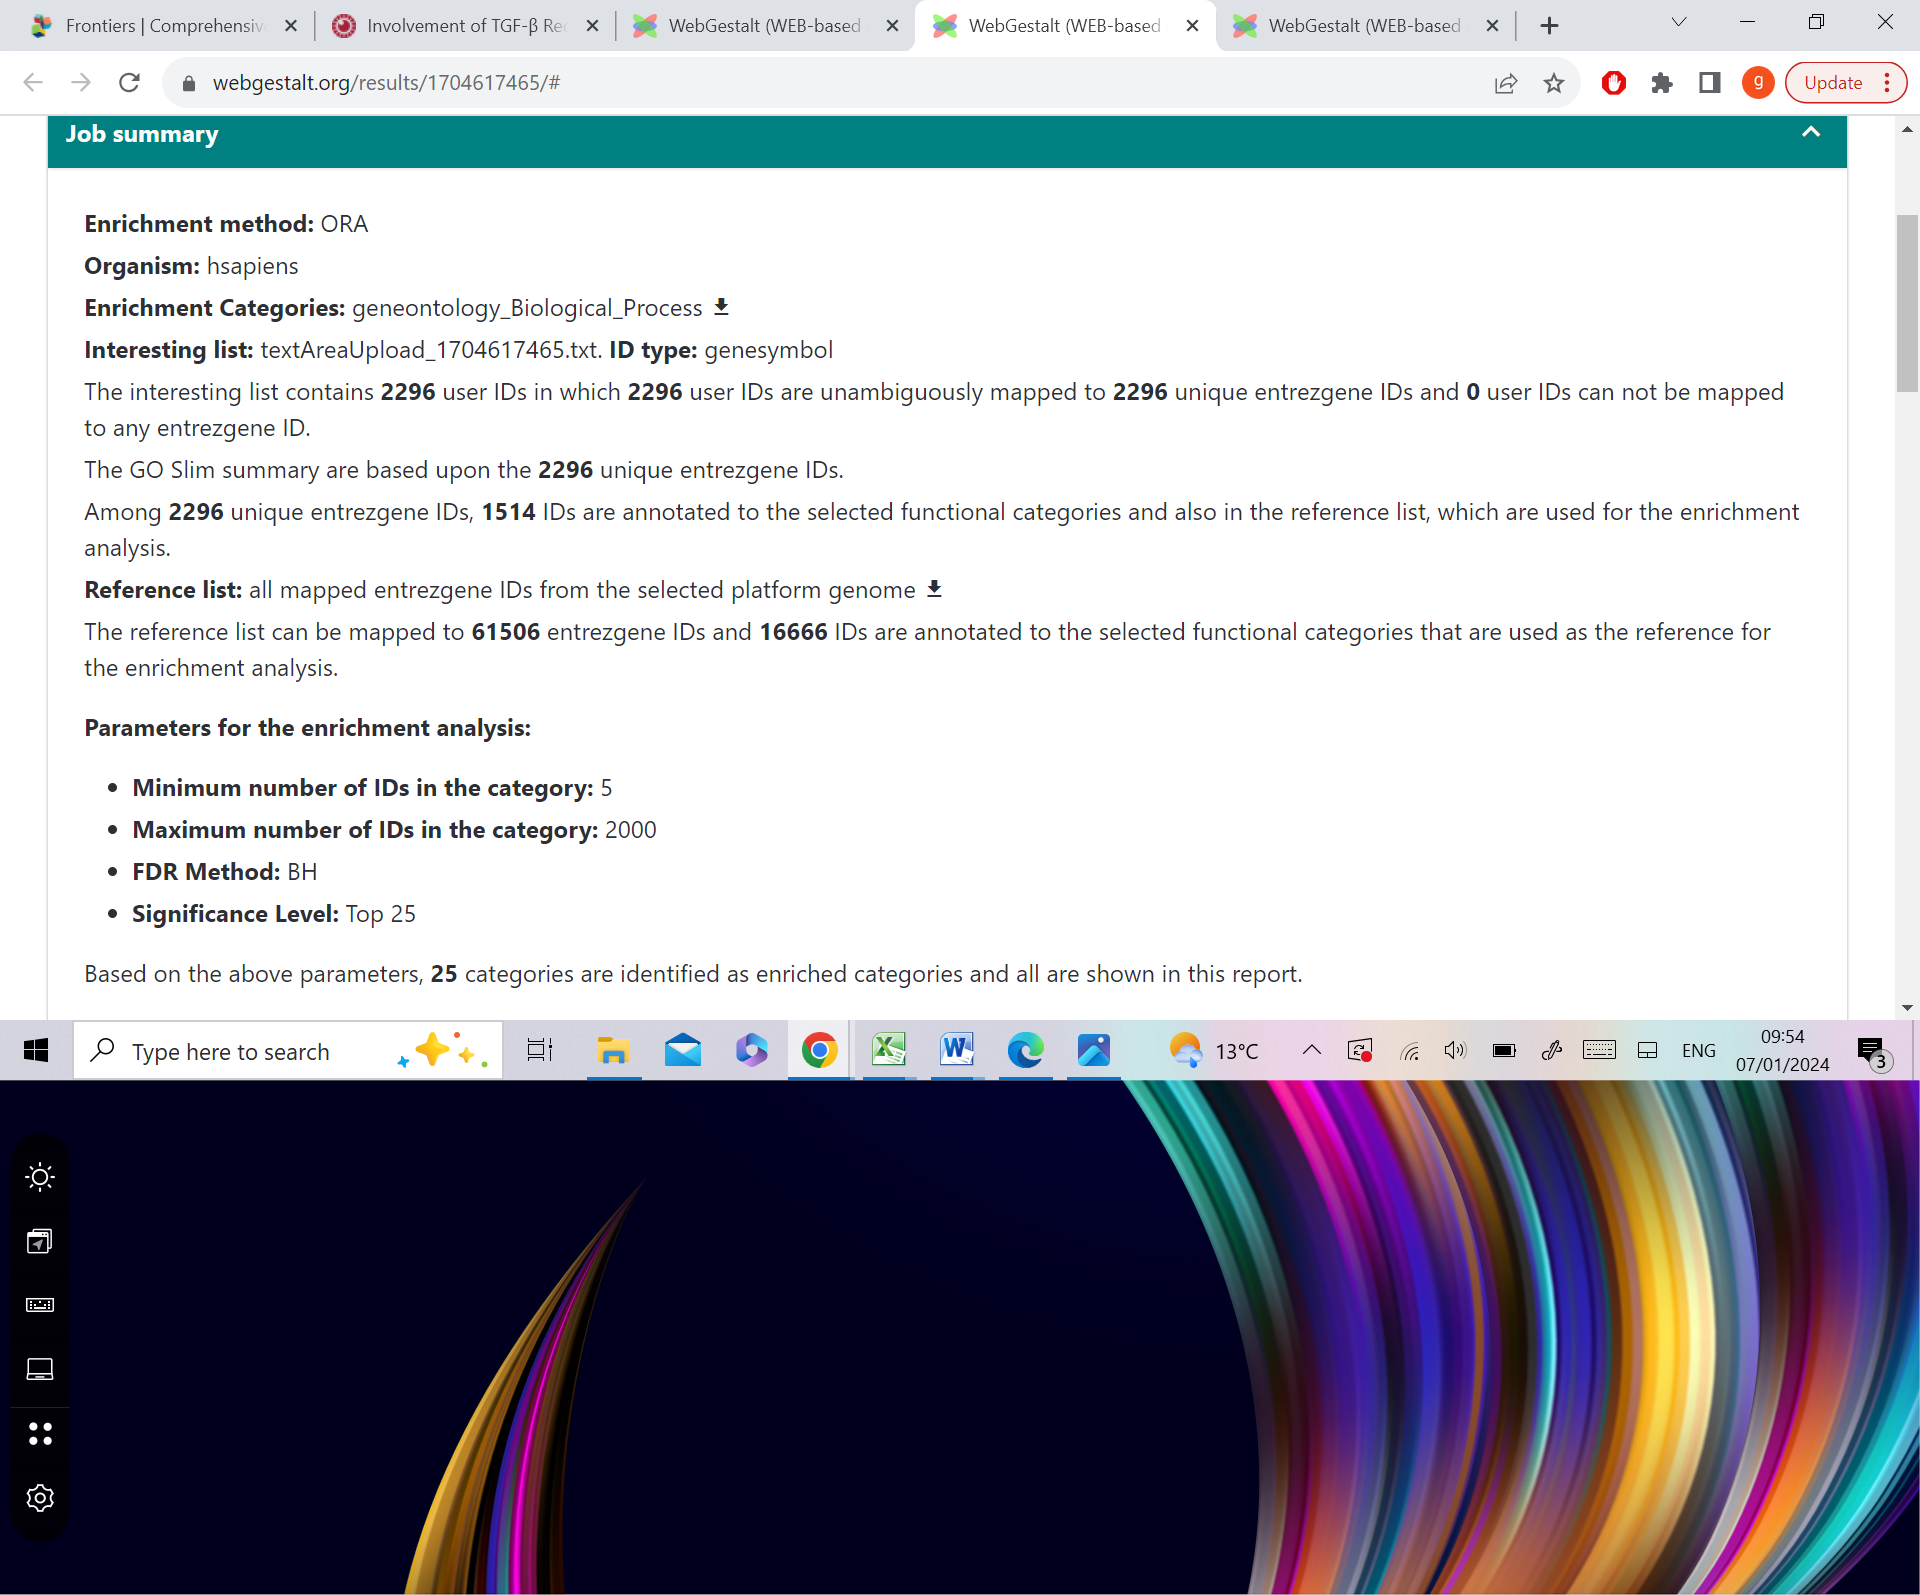 Frontiers | Comprehensiv
Involvement of TGF-β Re
WebGestalt (WEB-based
WebGestalt (WEB-based
WebGestalt (WEB-based
webgestalt.org/results/1704617465/#
g
Update
Job summary
Enrichment method: ORA
Organism: hsapiens
Enrichment Categories: geneontology_Biological_Process
Interesting list: textAreaUpload_1704617465.txt. ID type: genesymbol
The interesting list contains 2296 user IDs in which 2296 user IDs are unambiguously mapped to 2296 unique entrezgene IDs and 0 user IDs can not be mapped
to any entrezgene ID.
The GO Slim summary are based upon the 2296 unique entrezgene IDs.
Among 2296 unique entrezgene IDs, 1514 IDs are annotated to the selected functional categories and also in the reference list, which are used for the enrichment
analysis.
Reference list: all mapped entrezgene IDs from the selected platform genome
The reference list can be mapped to 61506 entrezgene IDs and 16666 IDs are annotated to the selected functional categories that are used as the reference for
the enrichment analysis.
Parameters for the enrichment analysis:
• Minimum number of IDs in the category: 5
• Maximum number of IDs in the category: 2000
• FDR Method: BH
• Significance Level: Top 25
Based on the above parameters, 25 categories are identified as enriched categories and all are shown in this report.
Type here to search
13°C
ENG
09:54
07/01/2024
3